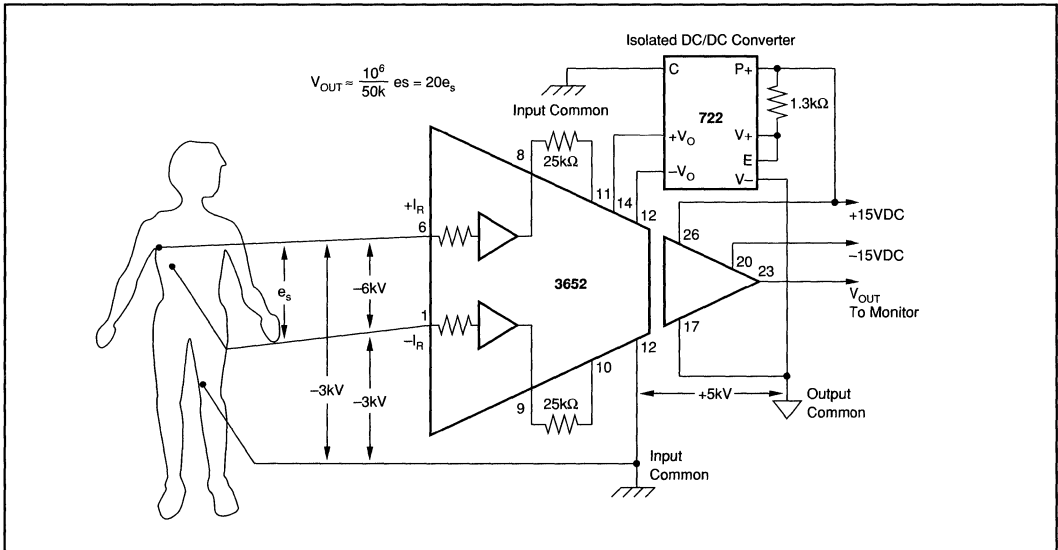 Isolated DC/DC Converter
V_OUT ≈ 10^6/50k es = 20e_s
C
P+
Input Common
722
1.3kΩ
+V_O
V+
E
–V_O
V–
8
25kΩ
11
14
12
+I_R
6
26
+15VDC
20
–15VDC
23
e_s
–6kV
3652
V_OUT
To Monitor
1
–I_R
17
12
10
–3kV
–3kV
9
25kΩ
+5kV
Output
Common
Input
Common